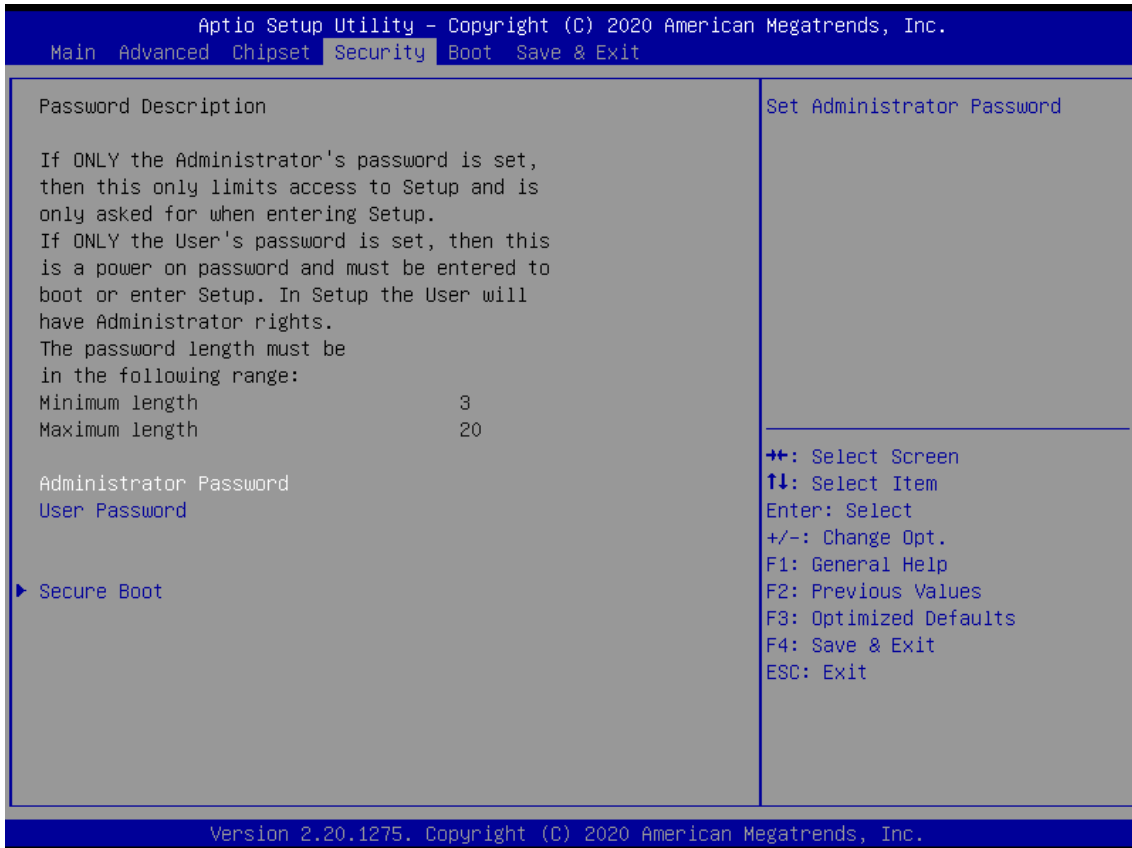 Aptio Setup Utility – Copyright (C) 2020 American Megatrends, Inc.
Main Advanced Chipset Security Boot Save & Exit
Password Description
If ONLY the Administrator's password is set,
then this only limits access to Setup and is
only asked for when entering Setup.
If ONLY the User's password is set, then this
is a power on password and must be entered to
boot or enter Setup. In Setup the User will
have Administrator rights.
The password length must be
in the following range:
Minimum length 3
Maximum length 20
Administrator Password
User Password
Secure Boot
Set Administrator Password
→←: Select Screen
↑↓: Select Item
Enter: Select
+/-: Change Opt.
F1: General Help
F2: Previous Values
F3: Optimized Defaults
F4: Save & Exit
ESC: Exit
Version 2.20.1275. Copyright (C) 2020 American Megatrends, Inc.